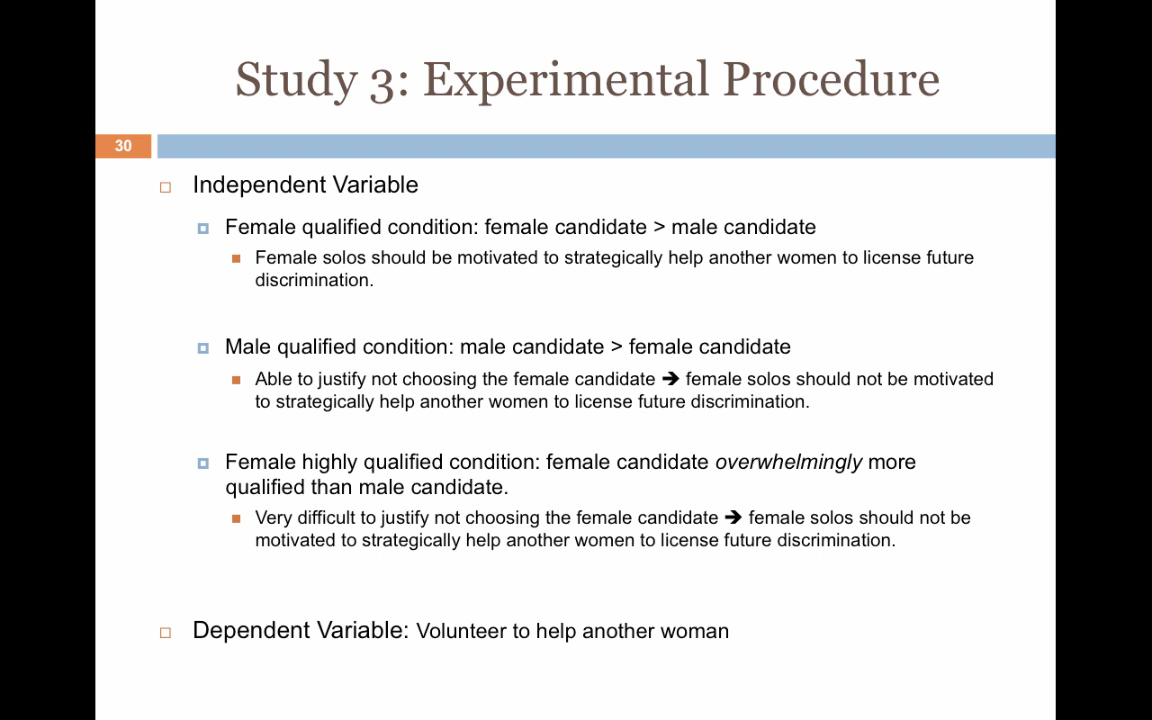 Study 3: Experimental Procedure
30
Independent Variable
Female qualified condition: female candidate > male candidate
Female solos should be motivated to strategically help another women to license future
discrimination.
Male qualified condition: male candidate > female candidate
Able to justify not choosing the female candidate ➔ female solos should not be motivated
to strategically help another women to license future discrimination.
Female highly qualified condition: female candidate overwhelmingly more
qualified than male candidate.
Very difficult to justify not choosing the female candidate ➔ female solos should not be
motivated to strategically help another women to license future discrimination.
Dependent Variable: Volunteer to help another woman